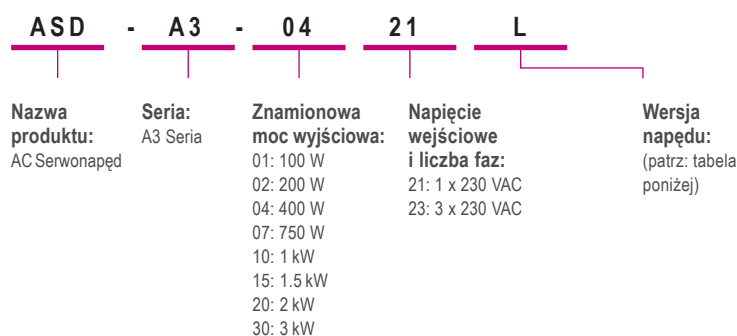 ASD - A3 - 04 21 L
Nazwa produktu:
AC Serwonapęd
Seria:
A3 Seria
Znamionowa moc wyjściowa:
01: 100 W
02: 200 W
04: 400 W
07: 750 W
10: 1 kW
15: 1.5 kW
20: 2 kW
30: 3 kW
Napięcie wejściowe i liczba faz:
21: 1 x 230 VAC
23: 3 x 230 VAC
Wersja napędu:
(patrz: tabela poniżej)